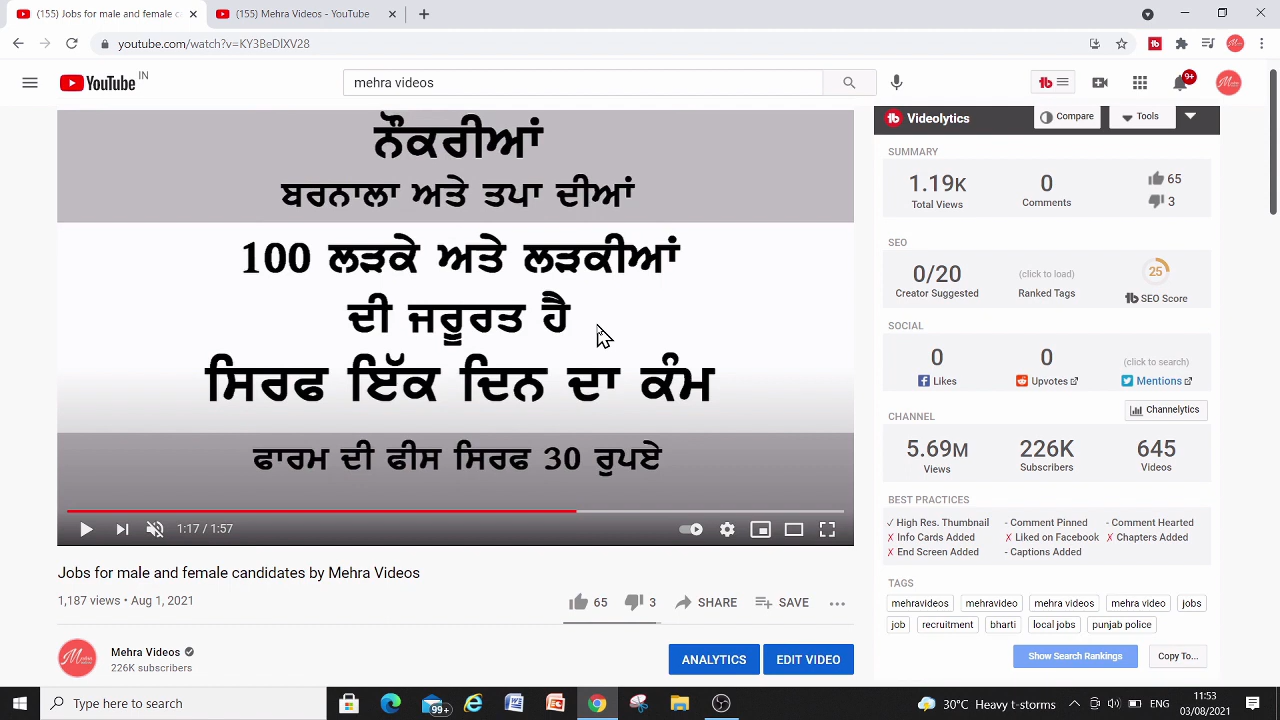 (155) Jobs for male and female c
(155) Mehra Videos - YouTube
youtube.com/watch?v=KY3BeDlXV28
YouTube IN
mehra videos
9+
ਨੌਕਰੀਆਂ
ਬਰਨਾਲਾ ਅਤੇ ਤਪਾ ਦੀਆਂ
100 ਲੜਕੇ ਅਤੇ ਲੜਕੀਆਂ
ਦੀ ਜਰੂਰਤ ਹੈ
ਸਿਰਫ ਇੱਕ ਦਿਨ ਦਾ ਕੰਮ
ਫਾਰਮ ਦੀ ਫੀਸ ਸਿਰਫ 30 ਰੁਪਏ
1:17 / 1:57
Jobs for male and female candidates by Mehra Videos
1,187 views • Aug 1, 2021
65 3 SHARE SAVE
Mehra Videos
226K subscribers
ANALYTICS EDIT VIDEO
Videolytics Compare Tools
SUMMARY
1.19K 0 65
Total Views Comments 3
SEO
0/20 (click to load) 25
Creator Suggested Ranked Tags SEO Score
SOCIAL
0 0 (click to search)
Likes Upvotes Mentions
CHANNEL Channelytics
5.69M 226K 645
Views Subscribers Videos
BEST PRACTICES
✓ High Res. Thumbnail - Comment Pinned - Comment Hearted
✗ Info Cards Added ✗ Liked on Facebook ✗ Chapters Added
✗ End Screen Added - Captions Added
TAGS
mehravideos mehravideo mehra videos mehra video jobs
job recruitment bharti local jobs punjab police
Show Search Rankings Copy To...
Type here to search
99+
30°C Heavy t-storms
ENG
11:53
03/08/2021